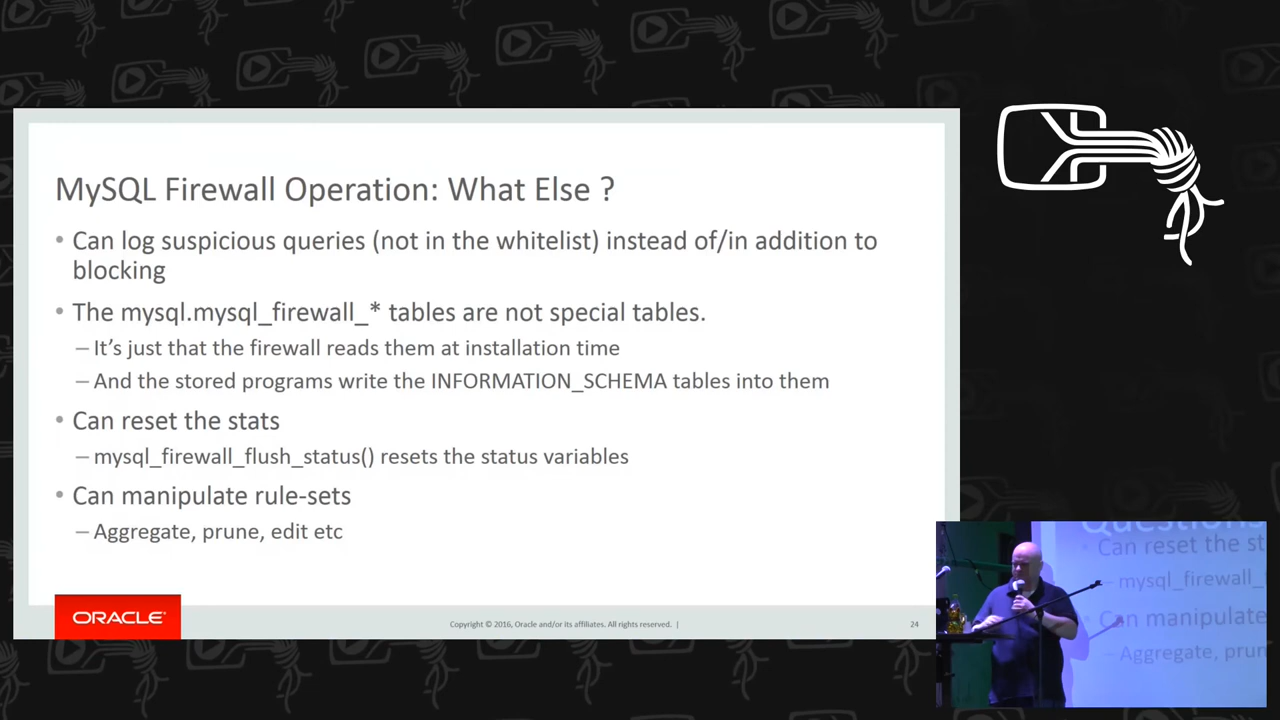 MySQL Firewall Operation: What Else ?
• Can log suspicious queries (not in the whitelist) instead of/in addition to
blocking
• The mysql.mysql_firewall_* tables are not special tables.
– It's just that the firewall reads them at installation time
– And the stored programs write the INFORMATION_SCHEMA tables into them
• Can reset the stats
– mysql_firewall_flush_status() resets the status variables
• Can manipulate rule-sets
– Aggregate, prune, edit etc
ORACLE®
Copyright © 2016, Oracle and/or its affiliates. All rights reserved. |
24
Questions
• Can reset the st
– mysql_firewall_
Can manipulate
– Aggregate, prun